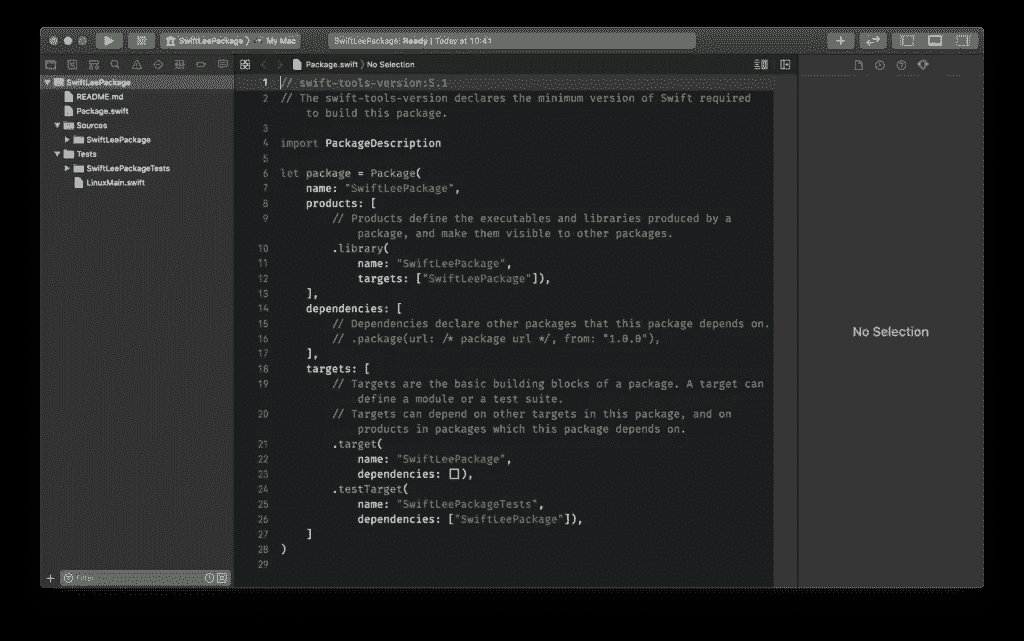 SwiftLeePackage
My Mac
SwiftLeePackage: Ready | Today at 10:41
Package.swift
No Selection
SwiftLeePackage
README.md
Package.swift
Sources
SwiftLeePackage
Tests
SwiftLeePackageTests
LinuxMain.swift
Filter
1 // swift-tools-version:5.1
2 // The swift-tools-version declares the minimum version of Swift required
to build this package.
3
4 import PackageDescription
5
6 let package = Package(
7 name: "SwiftLeePackage",
8 products: [
9 // Products define the executables and libraries produced by a
package, and make them visible to other packages.
10 .library(
11 name: "SwiftLeePackage",
12 targets: ["SwiftLeePackage"]),
13 ],
14 dependencies: [
15 // Dependencies declare other packages that this package depends on.
16 // .package(url: /* package url */, from: "1.0.0"),
17 ],
18 targets: [
19 // Targets are the basic building blocks of a package. A target can
define a module or a test suite.
20 // Targets can depend on other targets in this package, and on
products in packages which this package depends on.
21 .target(
22 name: "SwiftLeePackage",
23 dependencies: []),
24 .testTarget(
25 name: "SwiftLeePackageTests",
26 dependencies: ["SwiftLeePackage"]),
27 ]
28 )
29
No Selection